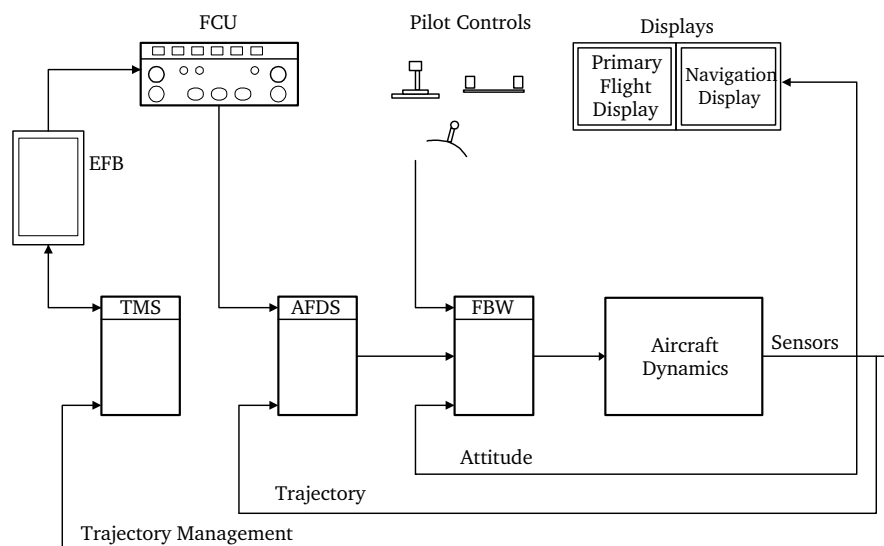 FCU
Pilot Controls
Displays
Primary
Flight
Display
Navigation
Display
EFB
TMS
AFDS
FBW
Aircraft
Dynamics
Sensors
Attitude
Trajectory
Trajectory Management